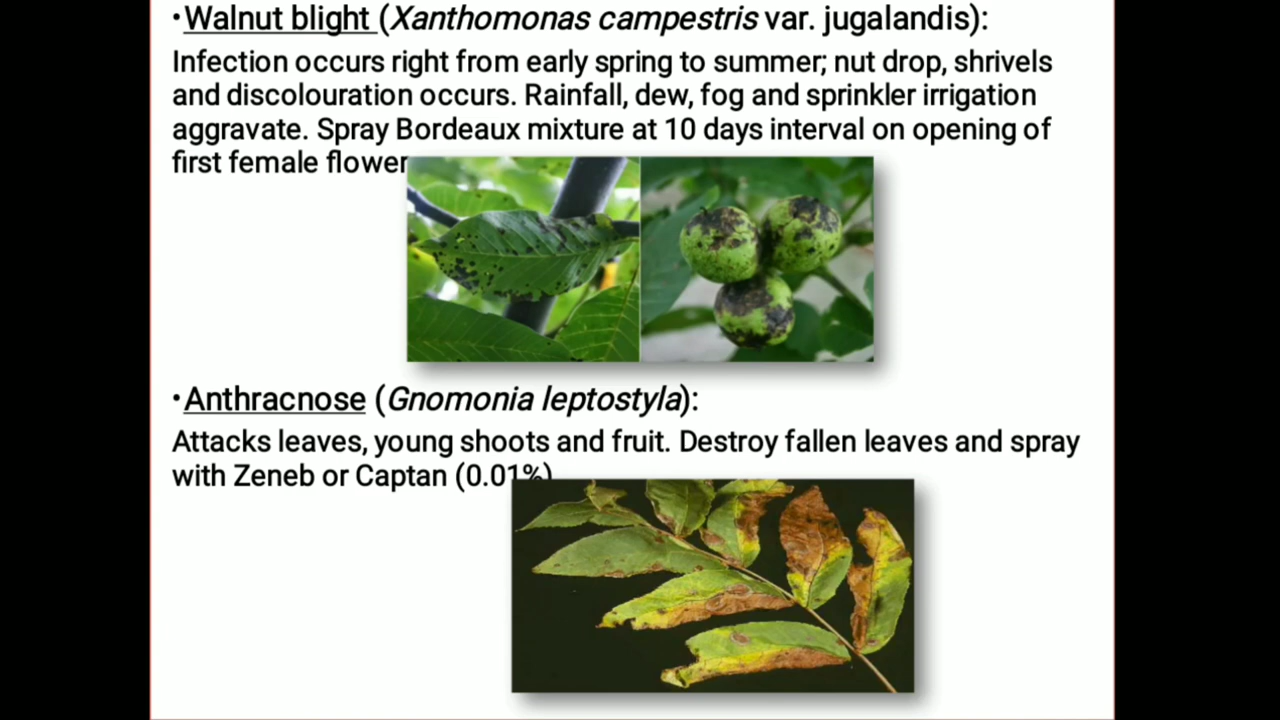 •Walnut blight (Xanthomonas campestris var. jugalandis):
Infection occurs right from early spring to summer; nut drop, shrivels
and discolouration occurs. Rainfall, dew, fog and sprinkler irrigation
aggravate. Spray Bordeaux mixture at 10 days interval on opening of
first female flower
•Anthracnose (Gnomonia leptostyla):
Attacks leaves, young shoots and fruit. Destroy fallen leaves and spray
with Zeneb or Captan (0.01%)